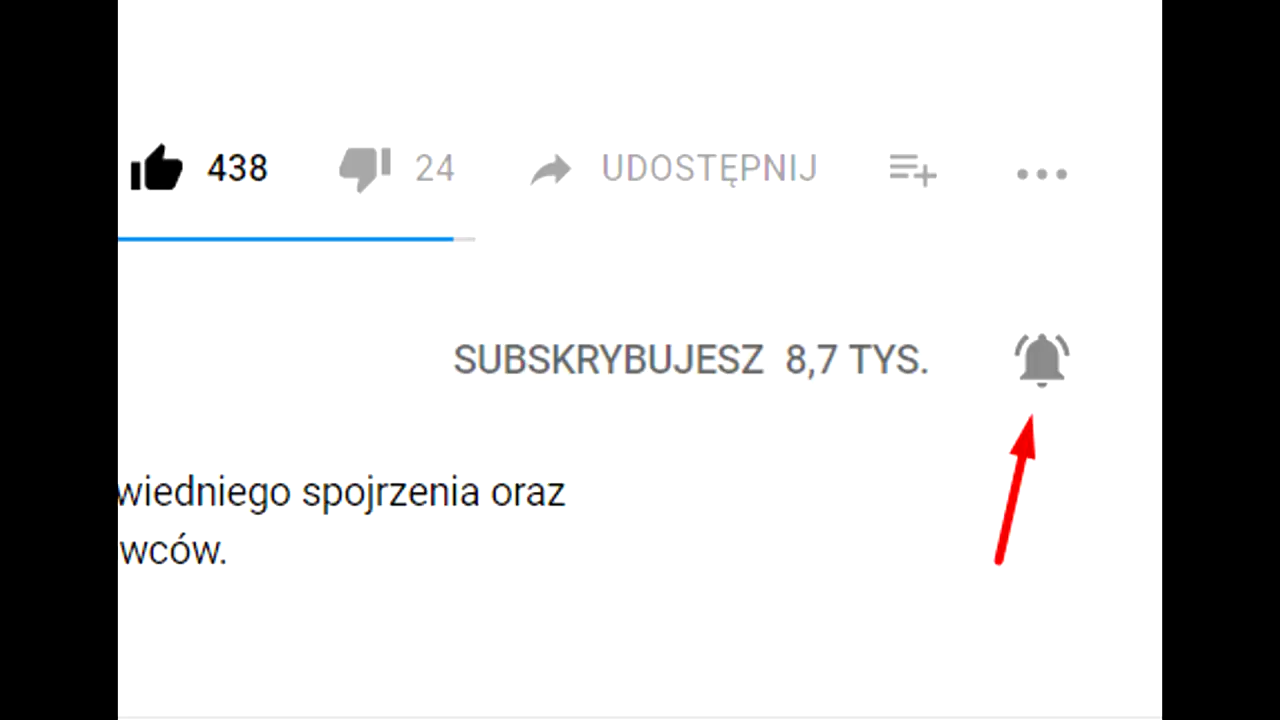 438 24 UDOSTĘPNIJ
SUBSKRYBUJESZ 8,7 TYS.
wiedniego spojrzenia oraz
wców.